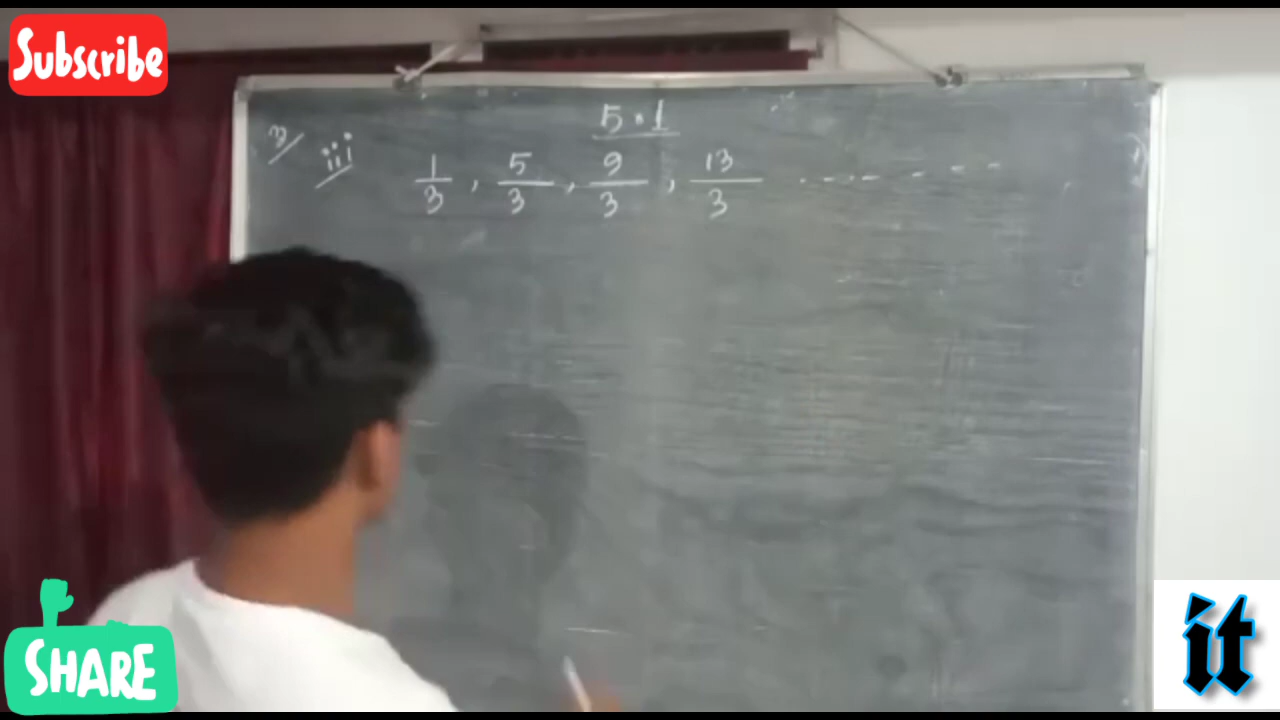 Subscribe
5.1
3 iii 1/3, 5/3, 9/3, 13/3 ..........
SHARE
it